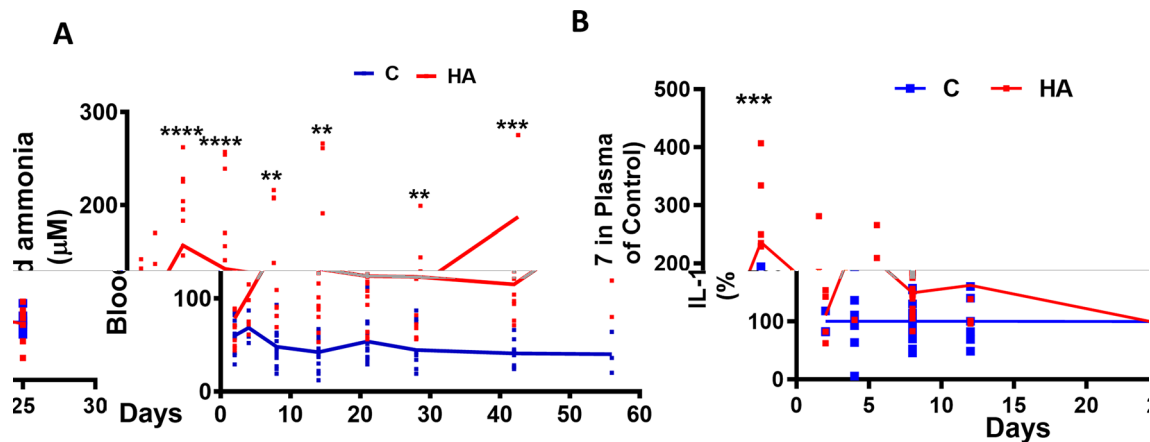 A
B
C HA
C HA
300
200
100
0
****
****
**
**
**
***
d ammonia
(μM)
Bloo
25 30
Days
0 10 20 30 40 50 60
500
400
300
200
100
0
***
7 in Plasma
of Control)
IL-1
(%
0 5 10 15 20 2
Days